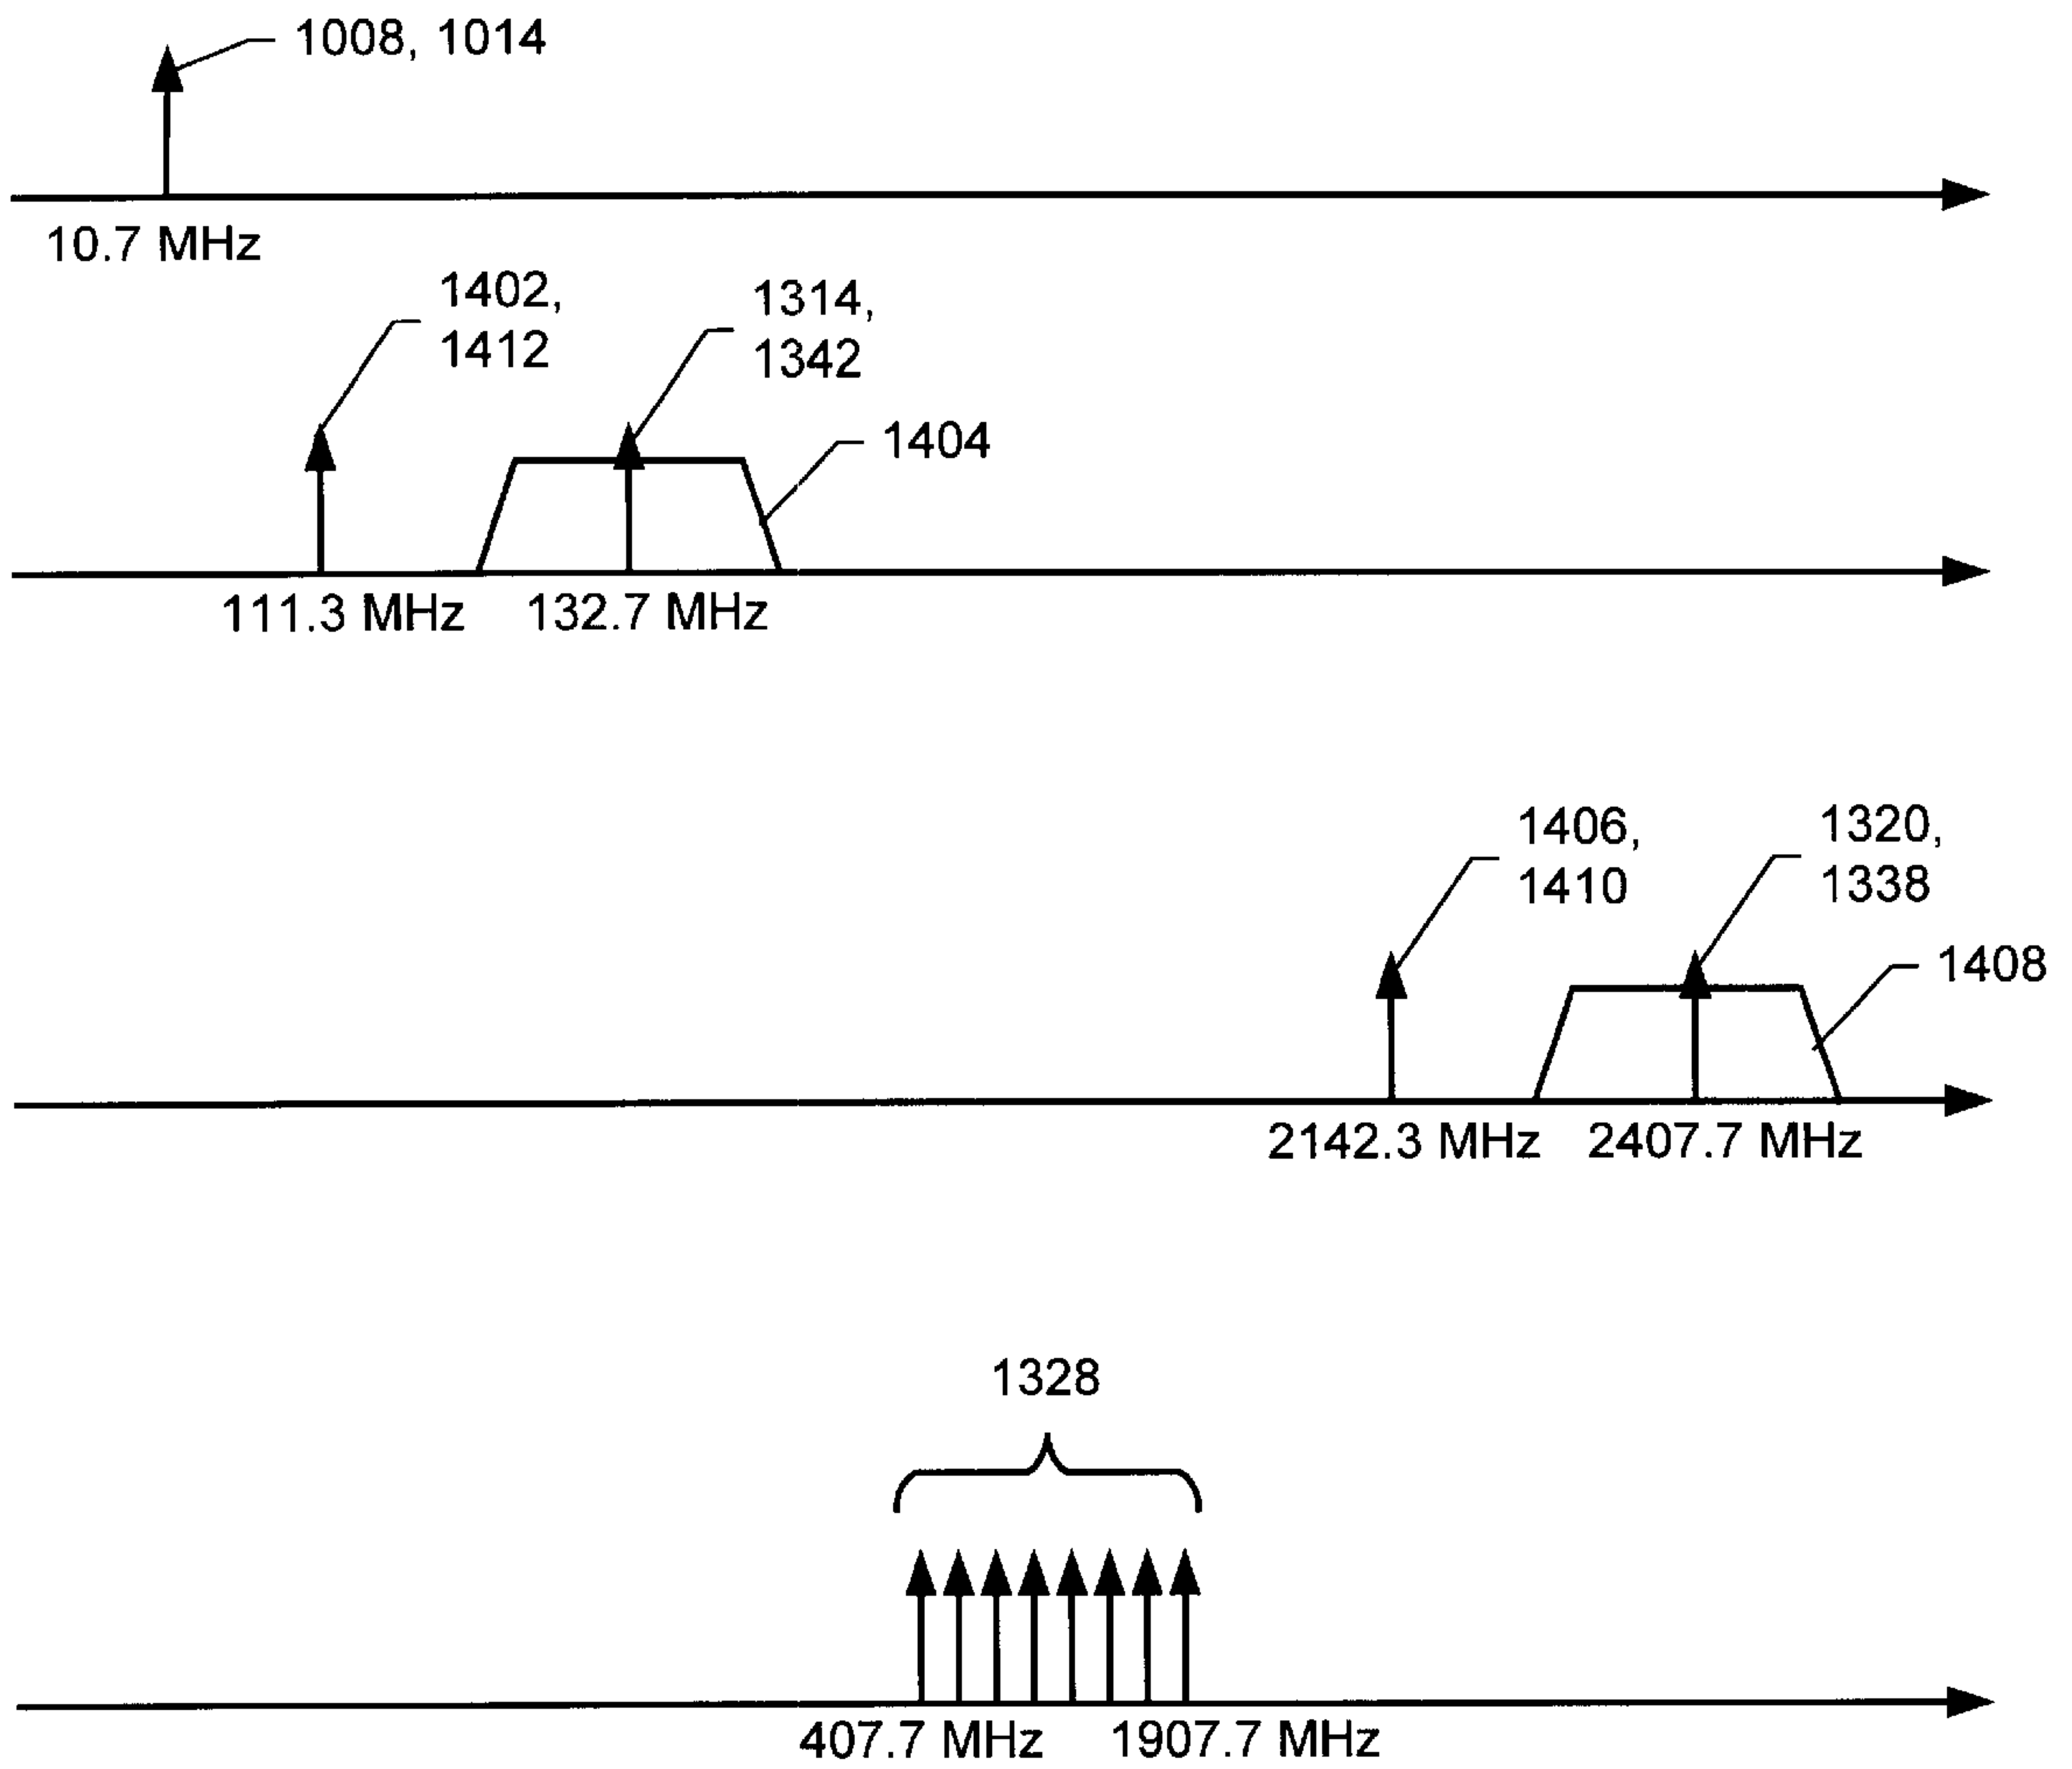 1008, 1014
10.7 MHz
1402,
1412
1314,
1342
1404
111.3 MHz
132.7 MHz
1406,
1410
1320,
1338
1408
2142.3 MHz
2407.7 MHz
1328
407.7 MHz
1907.7 MHz